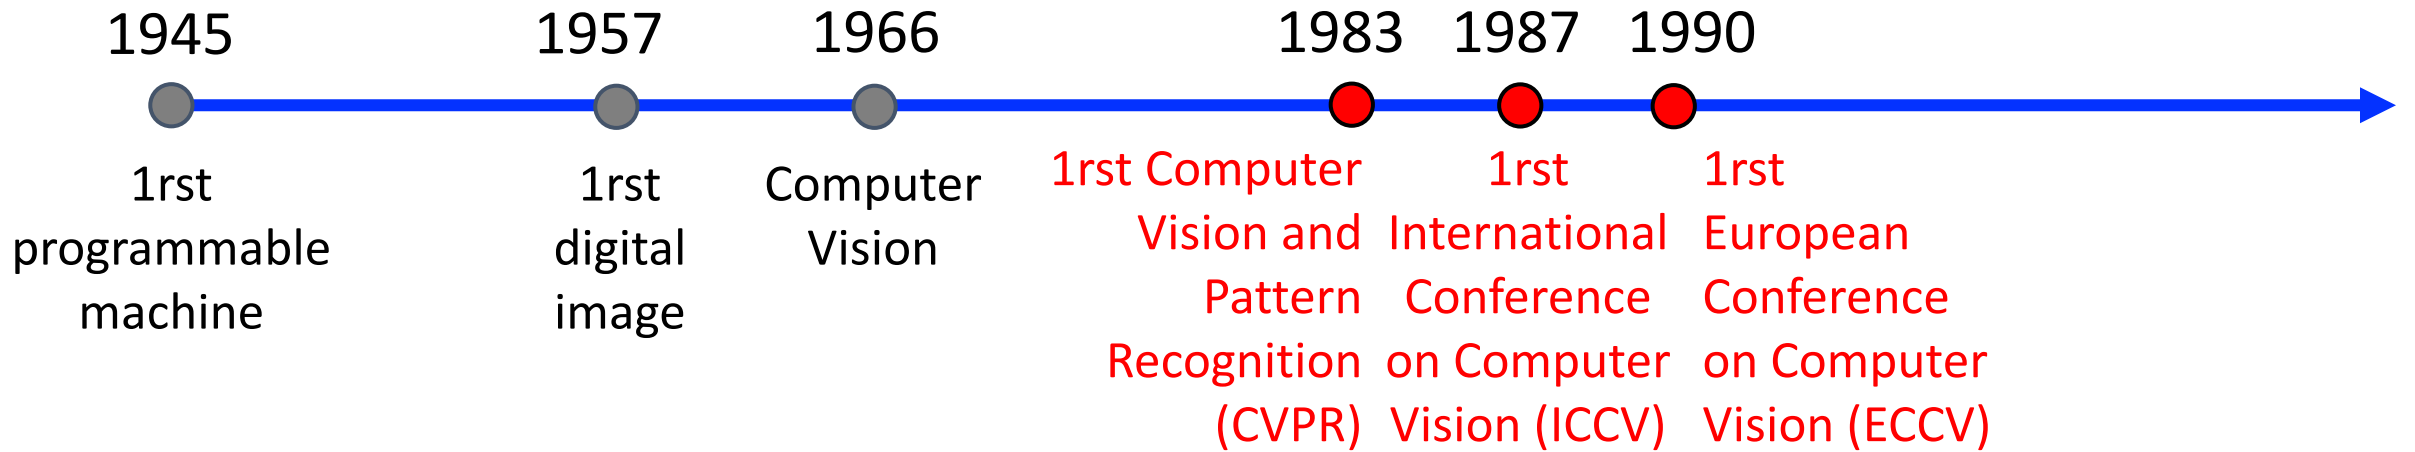 1945
1957
1966
1983
1987
1990
1rst
programmable
machine
1rst
digital
image
Computer
Vision
1rst Computer
Vision and
Pattern
Recognition
(CVPR)
1rst
International
Conference
on Computer
Vision (ICCV)
1rst
European
Conference
on Computer
Vision (ECCV)